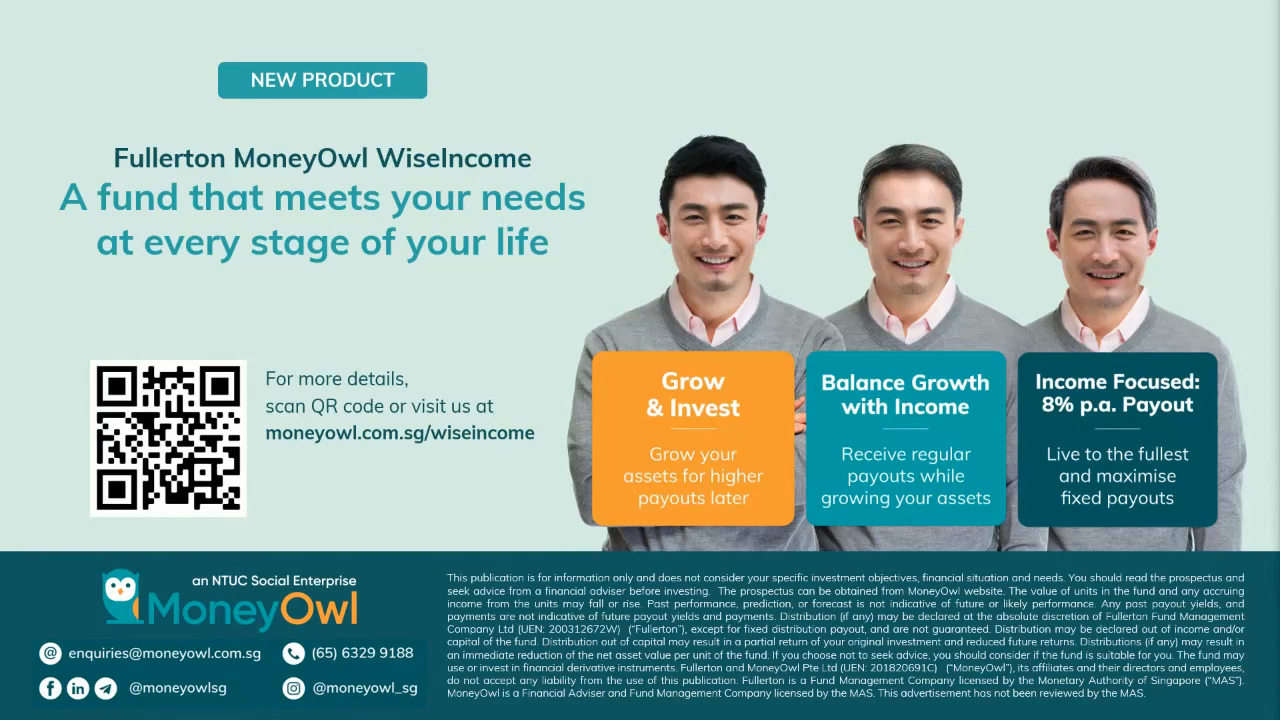 NEW PRODUCT
Fullerton MoneyOwl WiseIncome
A fund that meets your needs
at every stage of your life
For more details,
scan QR code or visit us at
moneyowl.com.sg/wiseincome
Grow
& Invest
Grow your
assets for higher
payouts later
Balance Growth
with Income
Receive regular
payouts while
growing your assets
Income Focused:
8% p.a. Payout
Live to the fullest
and maximise
fixed payouts
an NTUC Social Enterprise
MoneyOwl
enquiries@moneyowl.com.sg
(65) 6329 9188
@moneyowlsg
@moneyowl_sg
This publication is for information only and does not consider your specific investment objectives, financial situation and needs. You should read the prospectus and
seek advice from a financial adviser before investing. The prospectus can be obtained from MoneyOwl website. The value of units in the fund and any accruing
income from the units may fall or rise. Past performance, prediction, or forecast is not indicative of future or likely performance. Any past payout yields, and
payments are not indicative of future payout yields and payments. Distribution (if any) may be declared at the absolute discretion of Fullerton Fund Management
Company Ltd (UEN: 200312672W) ("Fullerton"), except for fixed distribution payout, and are not guaranteed. Distribution may be declared out of income and/or
capital of the fund. Distribution out of capital may result in a partial return of your original investment and reduced future returns. Distributions (if any) may result in
an immediate reduction of the net asset value per unit of the fund. If you choose not to seek advice, you should consider if the fund is suitable for you. The fund may
use or invest in financial derivative instruments. Fullerton and MoneyOwl Pte Ltd (UEN: 201820691C) ("MoneyOwl"), its affiliates and their directors and employees,
do not accept any liability from the use of this publication. Fullerton is a Fund Management Company licensed by the Monetary Authority of Singapore ("MAS").
MoneyOwl is a Financial Adviser and Fund Management Company licensed by the MAS. This advertisement has not been reviewed by the MAS.